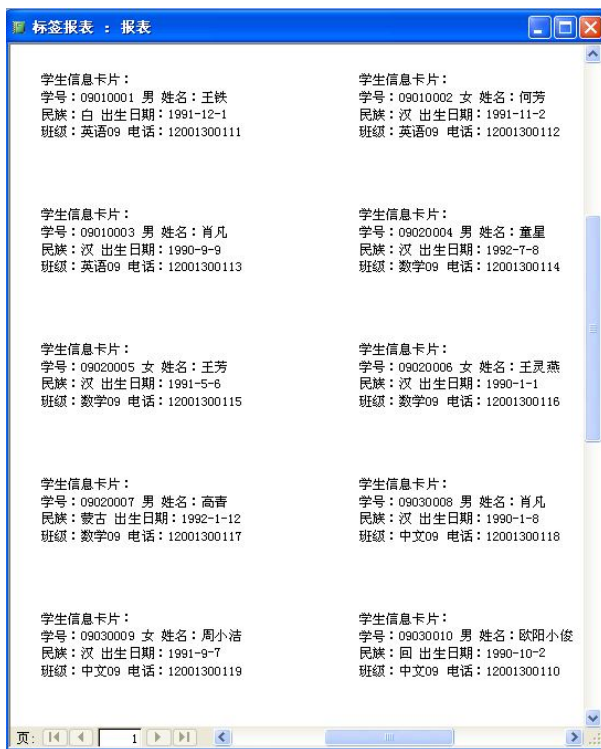 标签报表 : 报表
学生信息卡片：
学号：09010001 男 姓名：王铁
民族：白 出生日期：1991-12-1
班级：英语09 电话：12001300111
学生信息卡片：
学号：09010002 女 姓名：何芳
民族：汉 出生日期：1991-11-2
班级：英语09 电话：12001300112
学生信息卡片：
学号：09010003 男 姓名：肖凡
民族：汉 出生日期：1990-9-9
班级：英语09 电话：12001300113
学生信息卡片：
学号：09020004 男 姓名：童星
民族：汉 出生日期：1992-7-8
班级：数学09 电话：12001300114
学生信息卡片：
学号：09020005 女 姓名：王芳
民族：汉 出生日期：1991-5-6
班级：数学09 电话：12001300115
学生信息卡片：
学号：09020006 女 姓名：王灵燕
民族：汉 出生日期：1990-1-1
班级：数学09 电话：12001300116
学生信息卡片：
学号：09020007 男 姓名：高青
民族：蒙古 出生日期：1992-1-12
班级：数学09 电话：12001300117
学生信息卡片：
学号：09030008 男 姓名：肖凡
民族：汉 出生日期：1990-1-8
班级：中文09 电话：12001300118
学生信息卡片：
学号：09030009 女 姓名：周小洁
民族：汉 出生日期：1991-9-7
班级：中文09 电话：12001300119
学生信息卡片：
学号：09030010 男 姓名：欧阳小俊
民族：回 出生日期：1990-10-2
班级：中文09 电话：12001300110
页: 1